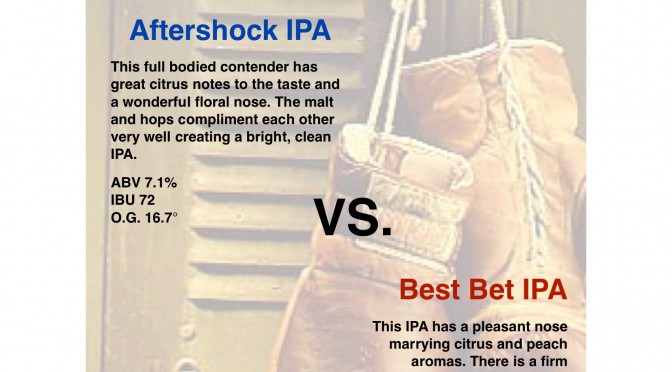 Aftershock IPA
This full bodied contender has
great citrus notes to the taste and
a wonderful floral nose. The malt
and hops compliment each other
very well creating a bright, clean
IPA.
ABV 7.1%
IBU 72
O.G. 16.7°
VS.
Best Bet IPA
This IPA has a pleasant nose
marrying citrus and peach
aromas. There is a firm